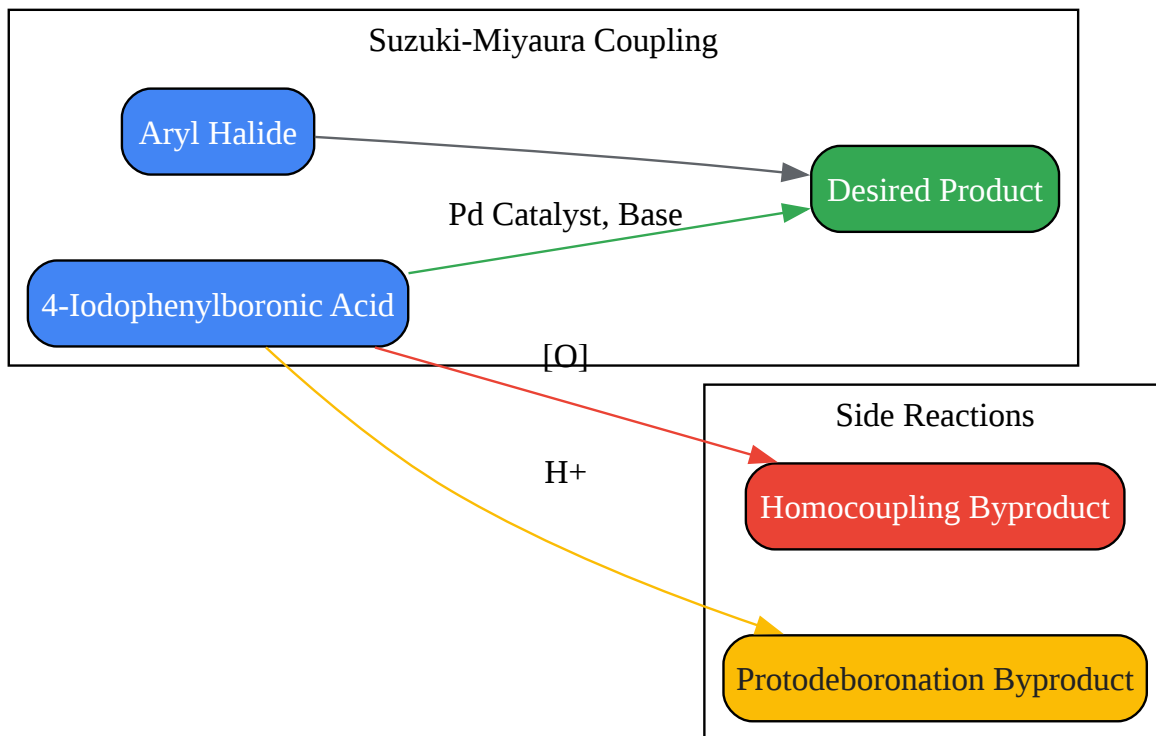 Suzuki-Miyaura Coupling
Aryl Halide
Desired Product
Pd Catalyst, Base
4-Iodophenylboronic Acid
[O]
Side Reactions
H+
Homocoupling Byproduct
Protodeboronation Byproduct